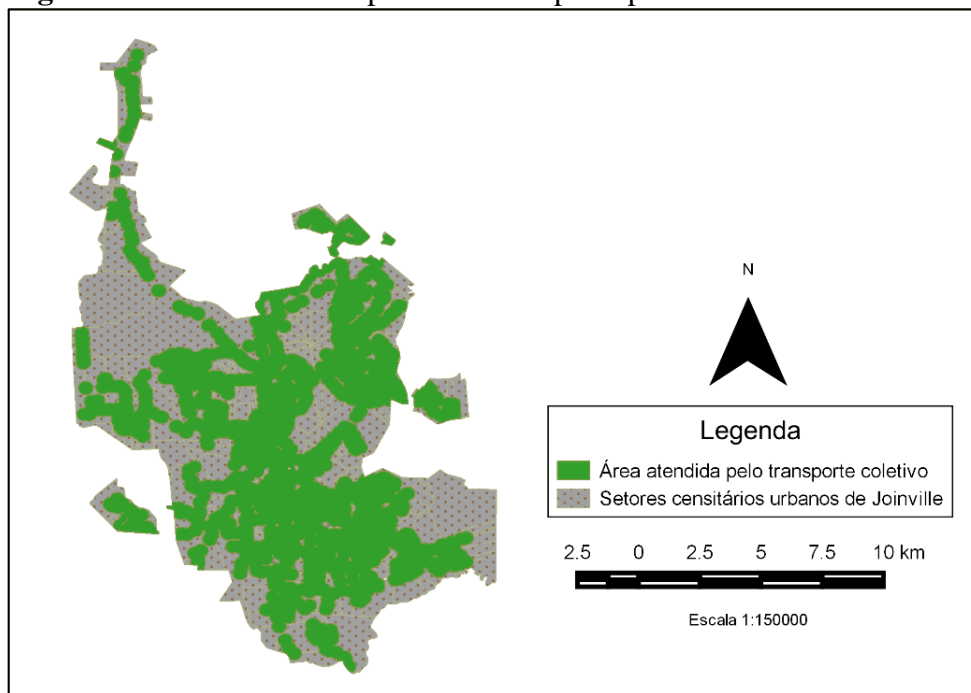 N
Legenda
Área atendida pelo transporte coletivo
Setores censitários urbanos de Joinville
2.5 0 2.5 5 7.5 10 km
Escala 1:150000